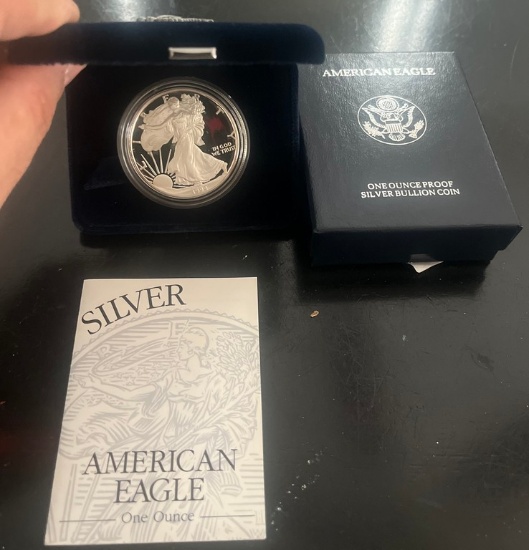 IN GOD
WE TRUST
AMERICAN EAGLE
ONE OUNCE PROOF
SILVER BULLION COIN
SILVER
AMERICAN
EAGLE
One Ounce